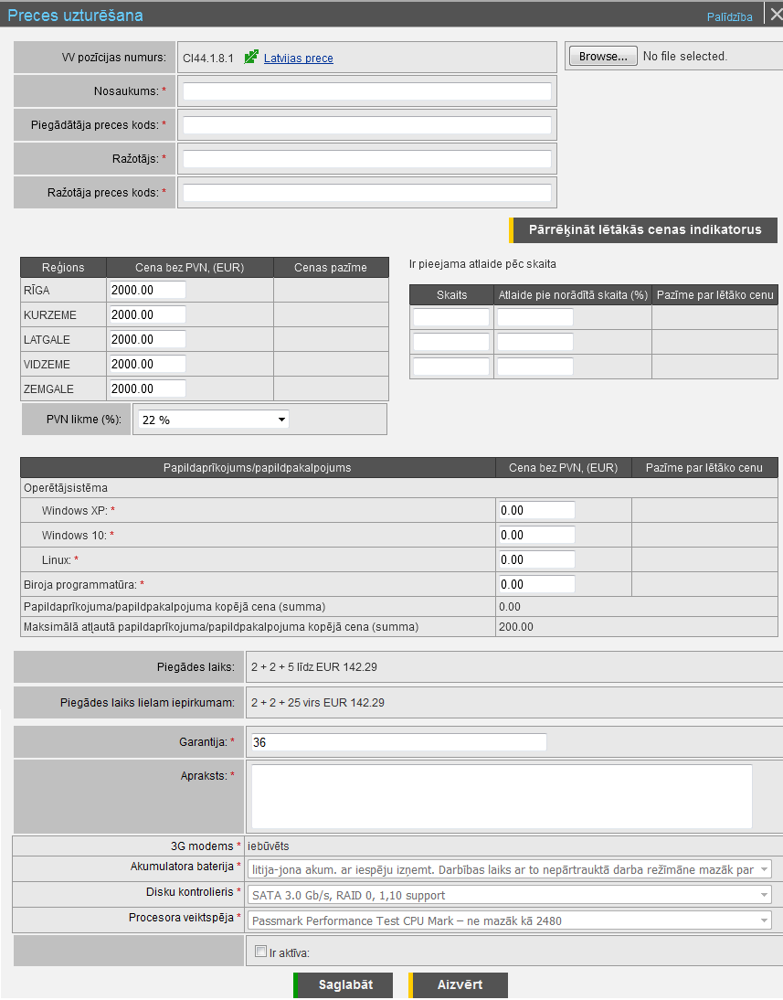 Preces uzturēšana
Palīdzība
VV pozīcijas numurs: CI44.1.8.1 Latvijas prece
Browse... No file selected.
Nosaukums: *
Piegādātāja preces kods: *
Ražotājs: *
Ražotāja preces kods: *
Pārrēķināt lētākās cenas indikatorus
Reģions Cena bez PVN, (EUR) Cenas pazīme
RĪGA 2000.00
KURZEME 2000.00
LATGALE 2000.00
VIDZEME 2000.00
ZEMGALE 2000.00
PVN likme (%): 22 %
Ir pieejama atlaide pēc skaita
Skaits Atlaide pie norādītā skaita (%) Pazīme par lētāko cenu
Papildaprīkojums/papildpakalpojums Cena bez PVN, (EUR) Pazīme par lētāko cenu
Operētājsistēma
Windows XP: * 0.00
Windows 10: * 0.00
Linux: * 0.00
Biroja programmatūra: * 0.00
Papildaprīkojuma/papildpakalpojuma kopējā cena (summa) 0.00
Maksimālā atļautā papildaprīkojuma/papildpakalpojuma kopējā cena (summa) 200.00
Piegādes laiks: 2 + 2 + 5 līdz EUR 142.29
Piegādes laiks lielam iepirkumam: 2 + 2 + 25 virs EUR 142.29
Garantija: * 36
Apraksts: *
3G modems * iebūvēts
Akumulatora baterija * litija-jona akum. ar iespēju izņemt. Darbības laiks ar to nepārtrauktā darba režīmāne mazāk par
Disku kontrolieris * SATA 3.0 Gb/s, RAID 0, 1,10 support
Procesora veiktspēja * Passmark Performance Test CPU Mark – ne mazāk kā 2480
Ir aktīva:
Saglabāt
Aizvērt